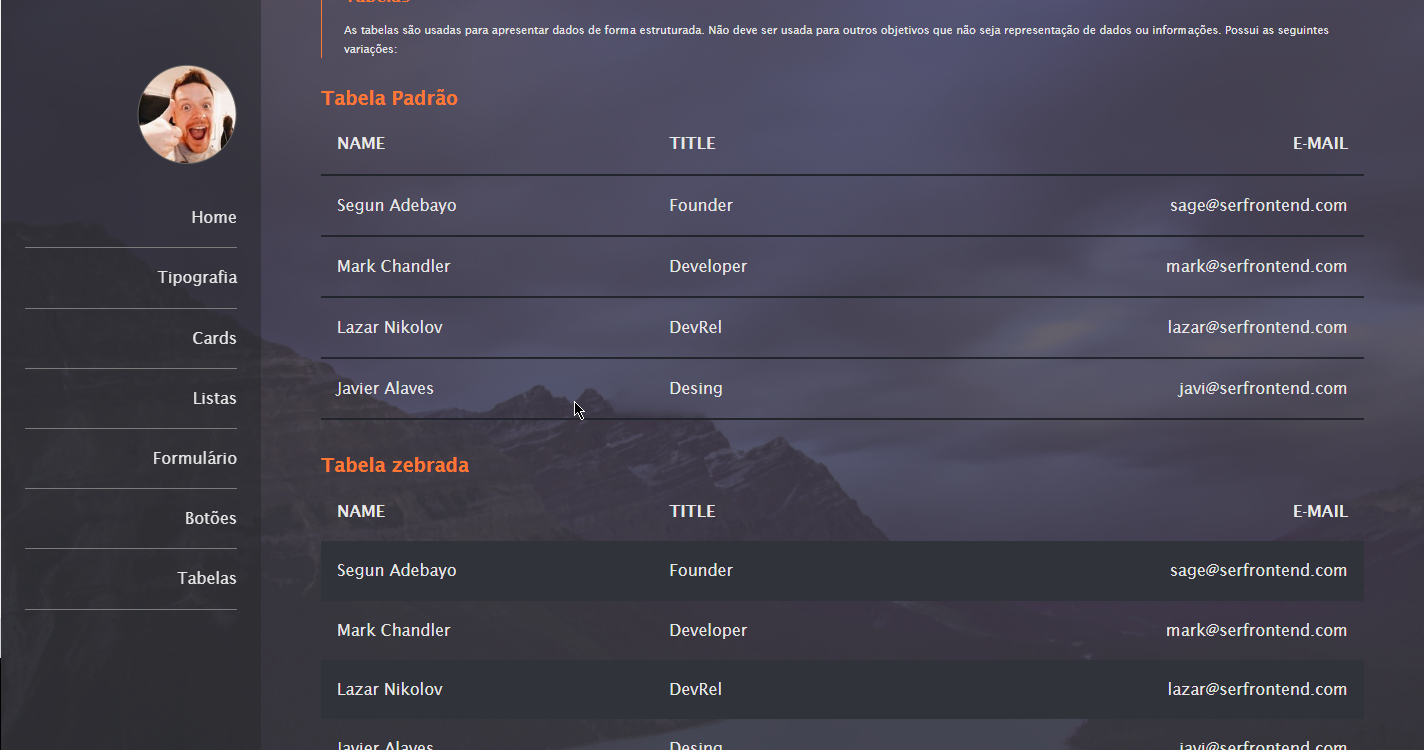 Tabelas
As tabelas são usadas para apresentar dados de forma estruturada. Não deve ser usada para outros objetivos que não seja representação de dados ou informações. Possui as seguintes
variações:
Home
Tipografia
Cards
Listas
Formulário
Botões
Tabelas
Tabela Padrão
NAME TITLE E-MAIL
Segun Adebayo Founder sage@serfrontend.com
Mark Chandler Developer mark@serfrontend.com
Lazar Nikolov DevRel lazar@serfrontend.com
Javier Alaves Desing javi@serfrontend.com
Tabela zebrada
NAME TITLE E-MAIL
Segun Adebayo Founder sage@serfrontend.com
Mark Chandler Developer mark@serfrontend.com
Lazar Nikolov DevRel lazar@serfrontend.com
Javier Alaves Desing javi@serfrontend.com